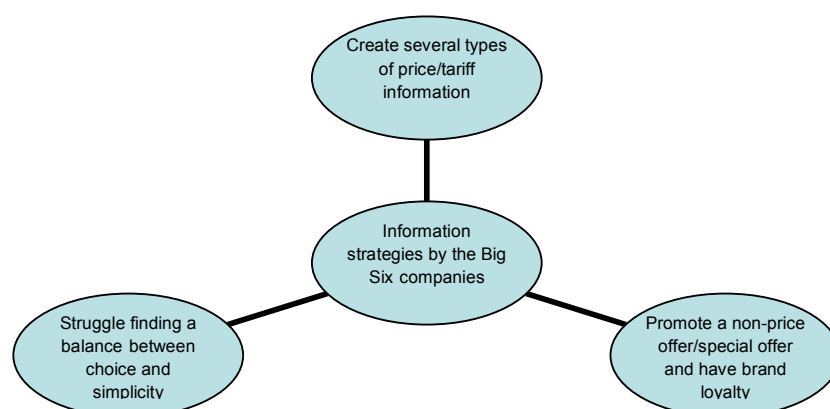 Create several types
of price/tariff
information
Information
strategies by the Big
Six companies
Struggle finding a
balance between
choice and
simplicity
Promote a non-price
offer/special offer
and have brand
loyalty